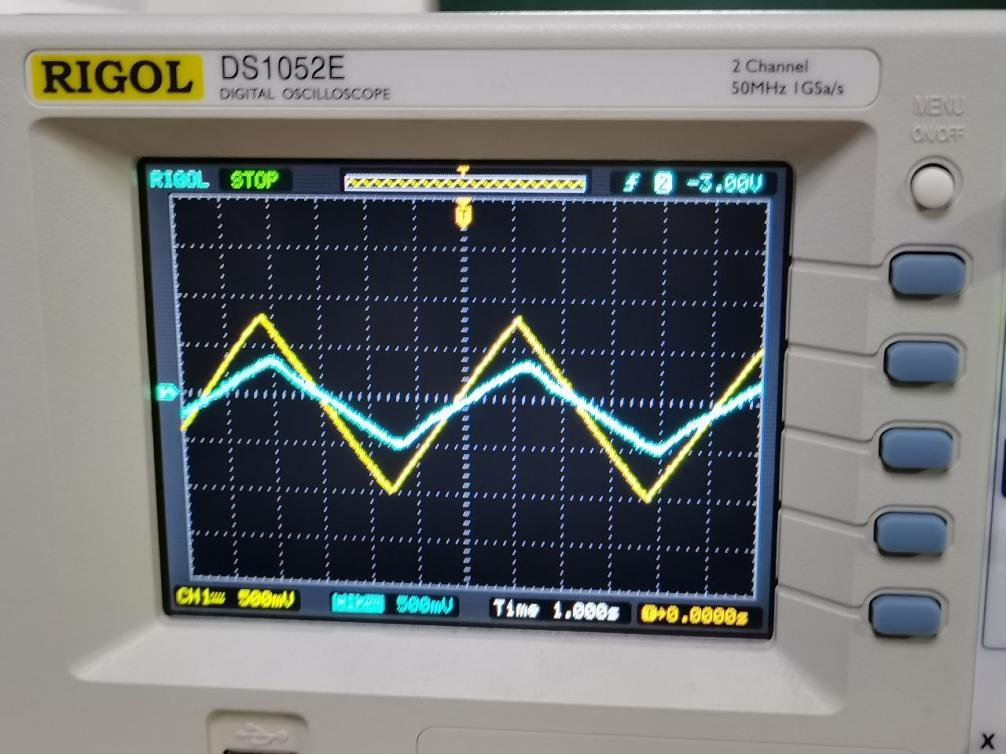 RIGOL DS1052E
DIGITAL OSCILLOSCOPE
2 Channel
50MHz 1GSa/s
MENU
ON/OFF
RIGOL STOP T 2 -3.00V
T
CH1 500mV 500mV Time 1.000s T→0.0000s
X